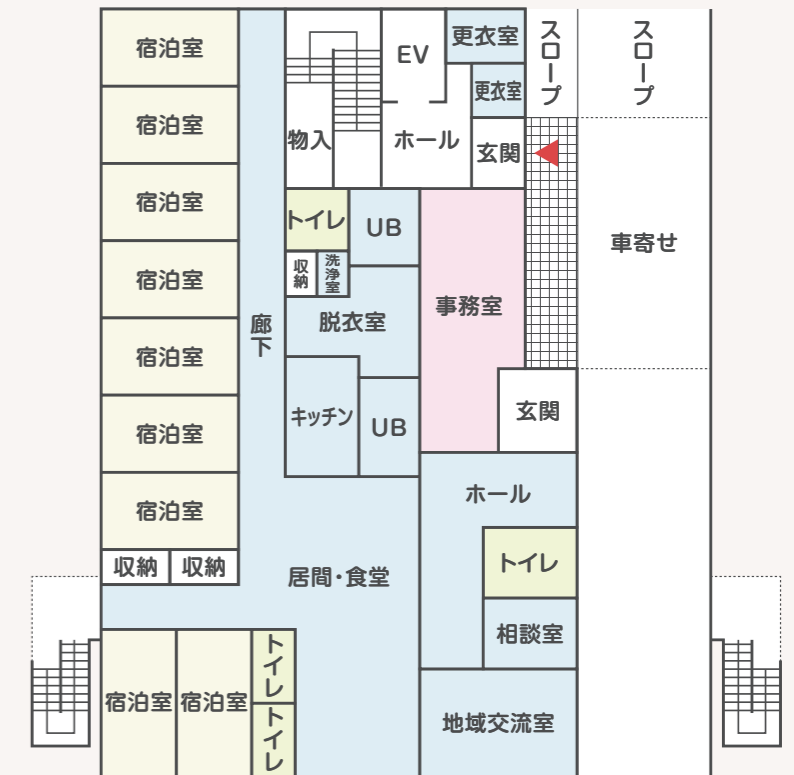 宿泊室
EV
更衣室
スロープ
スロープ
更衣室
宿泊室
物入
ホール
玄関
宿泊室
トイレ
UB
車寄せ
収納
洗浄室
宿泊室
事務室
廊下
脱衣室
宿泊室
キッチン
UB
玄関
宿泊室
ホール
宿泊室
収納
収納
居間・食堂
トイレ
相談室
宿泊室
宿泊室
トイレ
トイレ
地域交流室